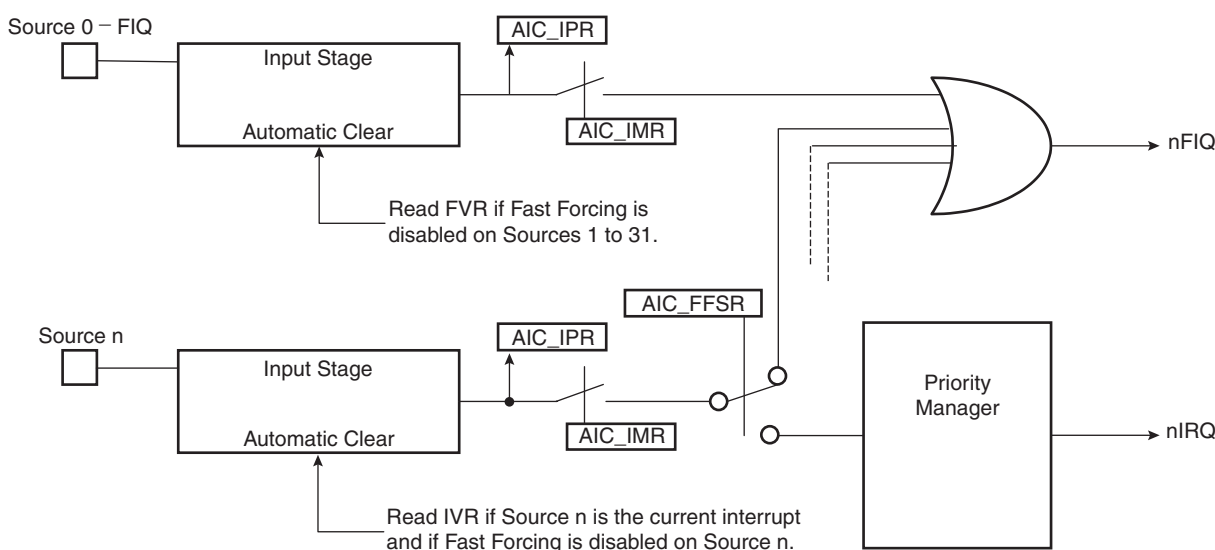 Source 0 – FIQ
AIC_IPR
Input Stage
Automatic Clear
AIC_IMR
nFIQ
Read FVR if Fast Forcing is
disabled on Sources 1 to 31.
AIC_FFSR
Source n
AIC_IPR
Input Stage
Priority
Manager
Automatic Clear
AIC_IMR
nIRQ
Read IVR if Source n is the current interrupt
and if Fast Forcing is disabled on Source n.